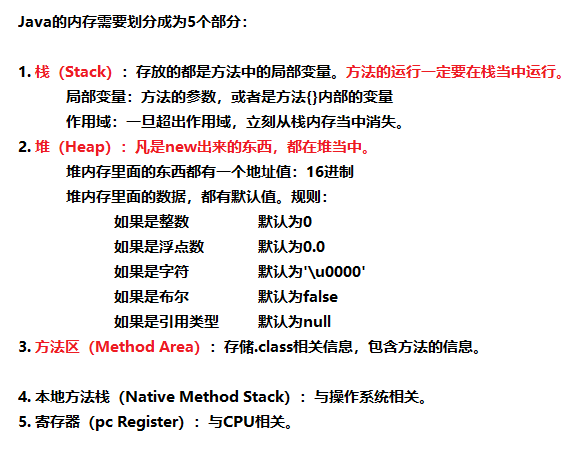 Java的内存需要划分成为5个部分：
1. 栈（Stack）：存放的都是方法中的局部变量。方法的运行一定要在栈当中运行。
局部变量：方法的参数，或者是方法{}内部的变量
作用域：一旦超出作用域，立刻从栈内存当中消失。
2. 堆（Heap）：凡是new出来的东西，都在堆当中。
堆内存里面的东西都有一个地址值：16进制
堆内存里面的数据，都有默认值。规则：
如果是整数 默认为0
如果是浮点数 默认为0.0
如果是字符 默认为'\u0000'
如果是布尔 默认为false
如果是引用类型 默认为null
3. 方法区（Method Area）：存储.class相关信息，包含方法的信息。
4. 本地方法栈（Native Method Stack）：与操作系统相关。
5. 寄存器（pc Register）：与CPU相关。